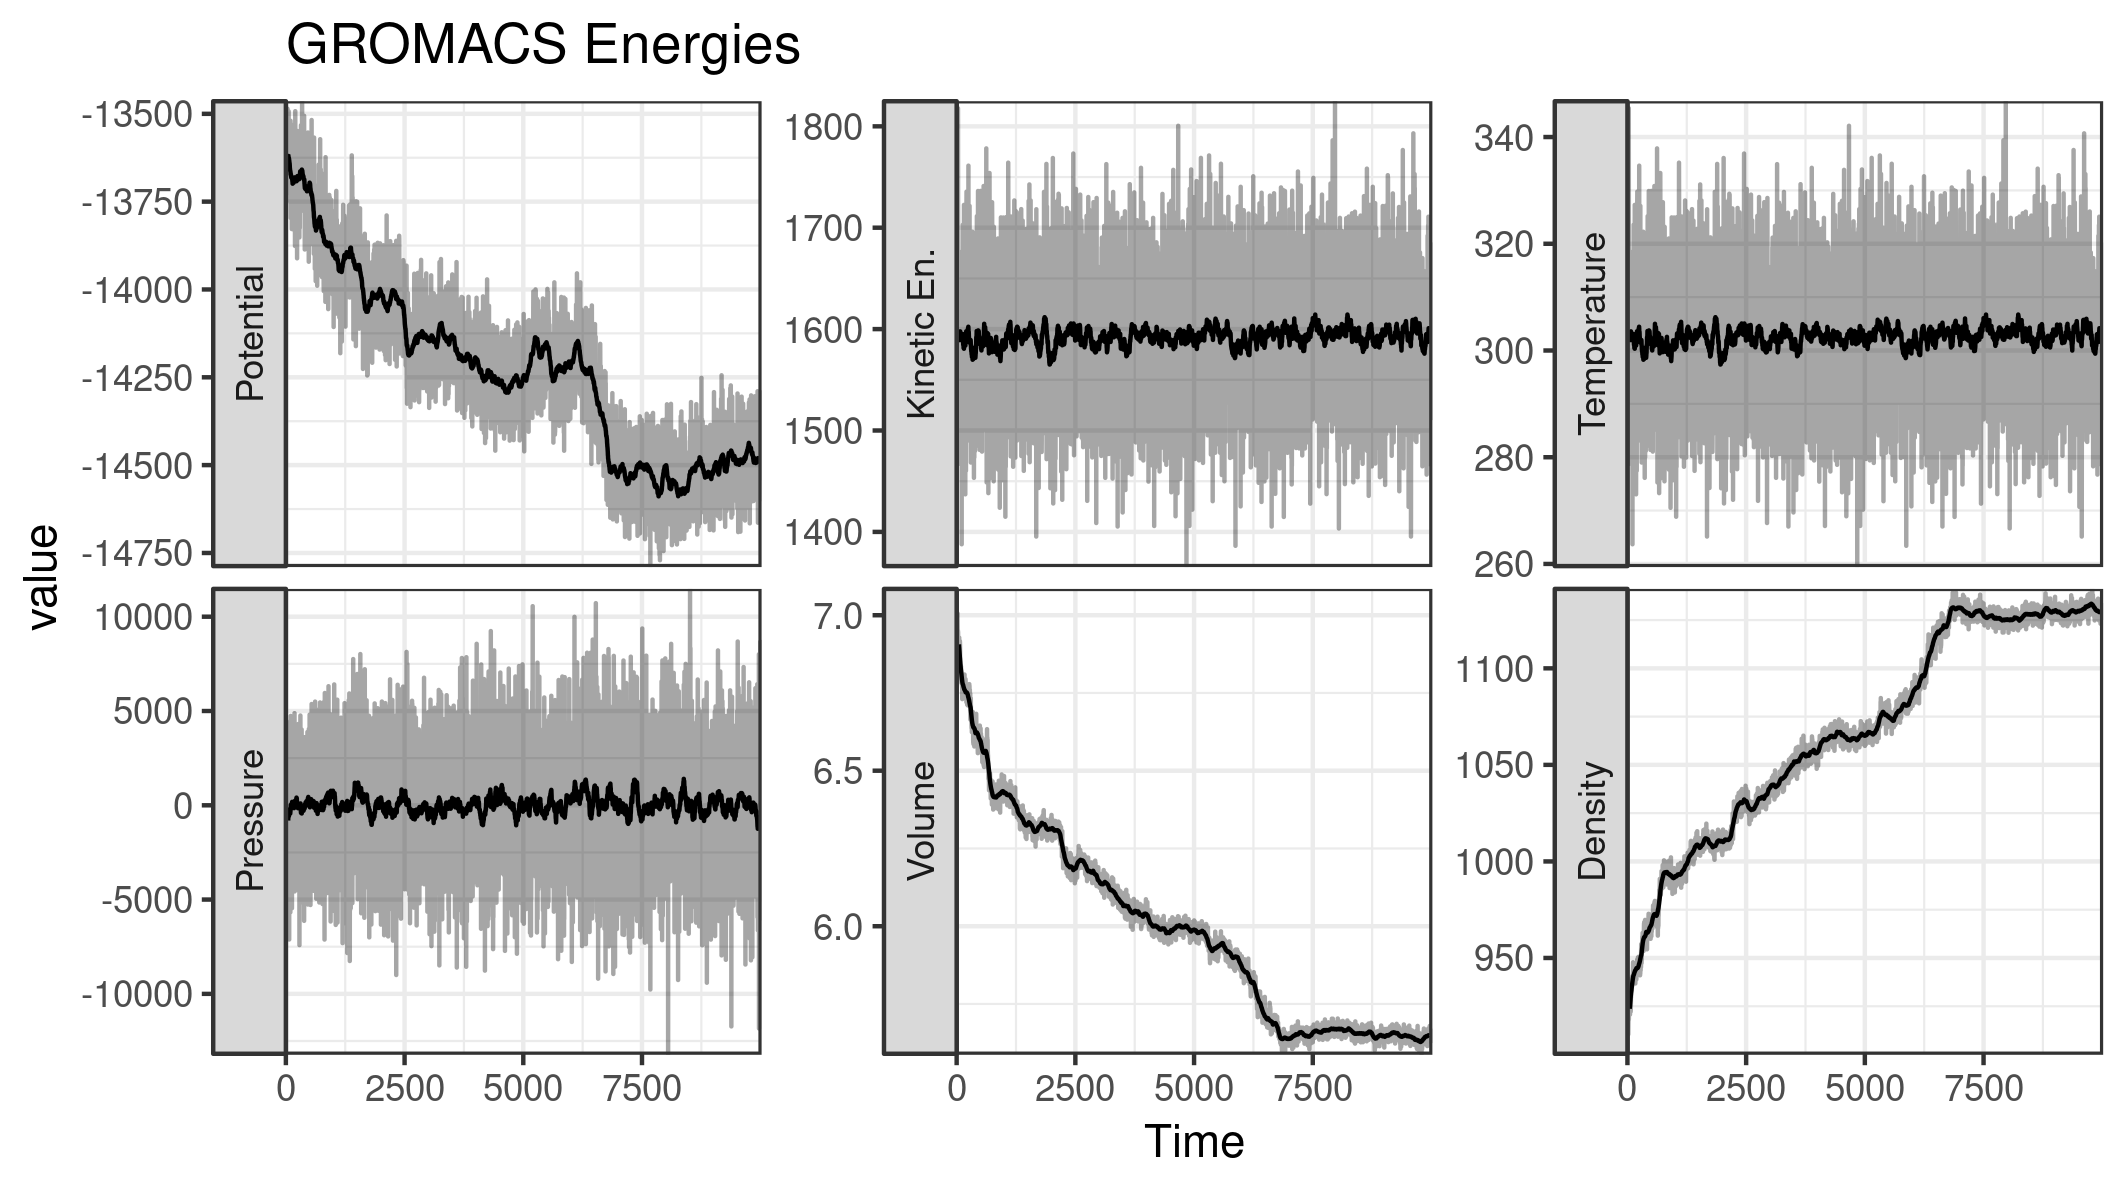 GROMACS Energies
value
Potential
-13500
-13750
-14000
-14250
-14500
-14750
Kinetic En.
1800
1700
1600
1500
1400
Temperature
340
320
300
280
260
Pressure
10000
5000
0
-5000
-10000
Volume
7.0
6.5
6.0
Density
1100
1050
1000
950
0 2500 5000 7500
0 2500 5000 7500
0 2500 5000 7500
Time